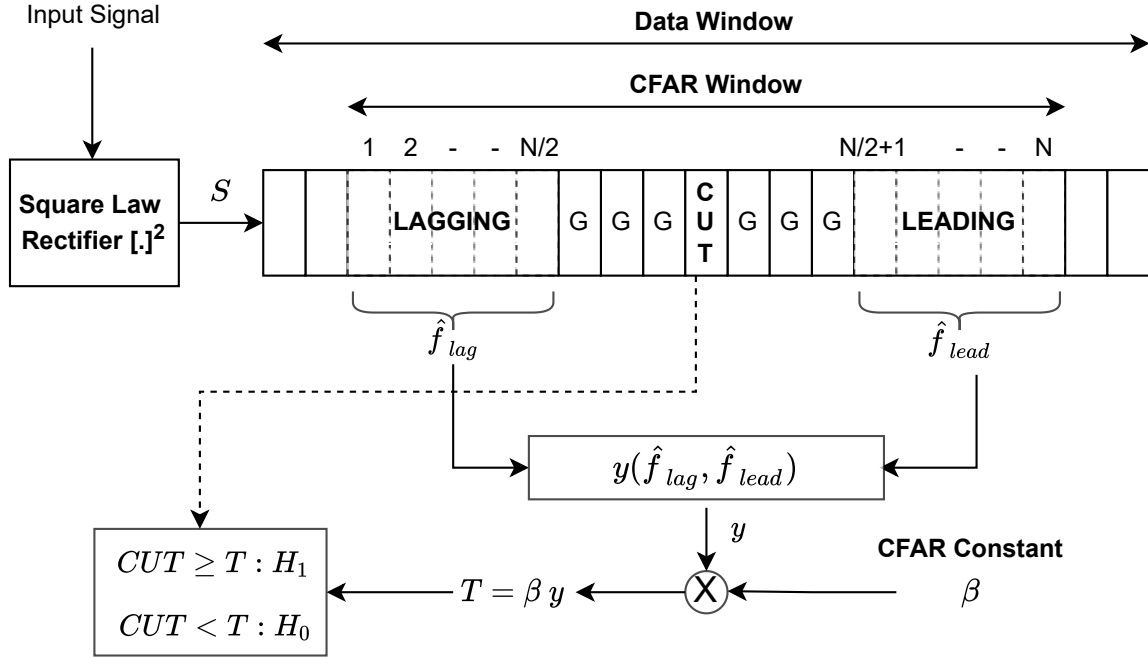 Input Signal
Data Window
CFAR Window
1 2 - - N/2
N/2+1 - - N
Square Law
Rectifier [.]²
S
LAGGING
G G G
C
U
T
G G G
LEADING
f̂ lag
f̂ lead
y(f̂ lag, f̂ lead)
y
CFAR Constant
β
X
T = β y
CUT ≥ T : H₁
CUT < T : H₀